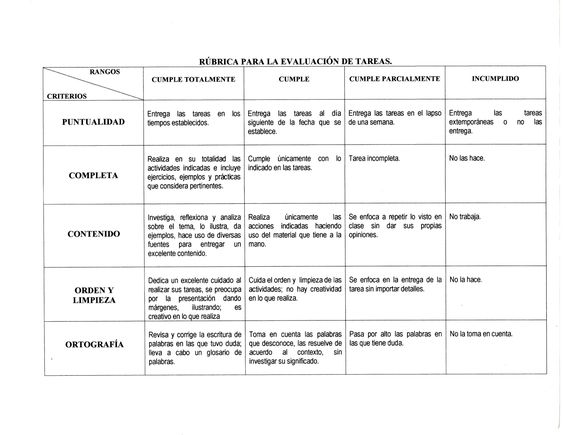 RÚBRICA PARA LA EVALUACIÓN DE TAREAS.
RANGOS
CRITERIOS
CUMPLE TOTALMENTE
CUMPLE
CUMPLE PARCIALMENTE
INCUMPLIDO
PUNTUALIDAD
Entrega las tareas en los
tiempos establecidos.
Entrega las tareas al día
siguiente de la fecha que se
establece.
Entrega las tareas en el lapso
de una semana.
Entrega las tareas
extemporáneas o no las
entrega.
COMPLETA
Realiza en su totalidad las
actividades indicadas e incluye
ejercicios, ejemplos y prácticas
que considera pertinentes.
Cumple únicamente con lo
indicado en las tareas.
Tarea incompleta.
No las hace.
CONTENIDO
Investiga, reflexiona y analiza
sobre el tema, lo ilustra, da
ejemplos, hace uso de diversas
fuentes para entregar un
excelente contenido.
Realiza únicamente las
acciones indicadas haciendo
uso del material que tiene a la
mano.
Se enfoca a repetir lo visto en
clase sin dar sus propias
opiniones.
No trabaja.
ORDEN Y
LIMPIEZA
Dedica un excelente cuidado al
realizar sus tareas, se preocupa
por la presentación dando
márgenes, ilustrando; es
creativo en lo que realiza
Cuida el orden y limpieza de las
actividades; no hay creatividad
en lo que realiza.
Se enfoca en la entrega de la
tarea sin importar detalles.
No la hace.
ORTOGRAFÍA
Revisa y corrige la escritura de
palabras en las que tuvo duda;
lleva a cabo un glosario de
palabras.
Toma en cuenta las palabras
que desconoce, las resuelve de
acuerdo al contexto, sin
investigar su significado.
Pasa por alto las palabras en
las que tiene duda.
No la toma en cuenta.